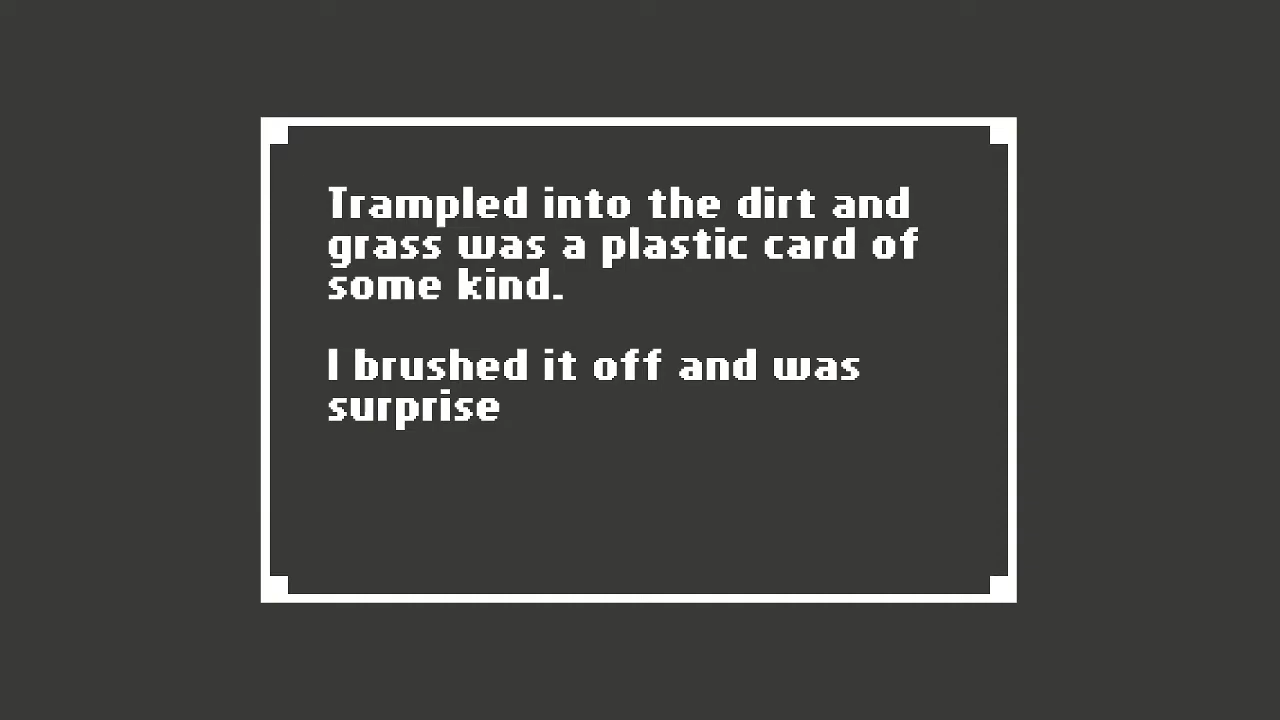 Trampled into the dirt and
grass was a plastic card of
some kind.
I brushed it off and was
surprise